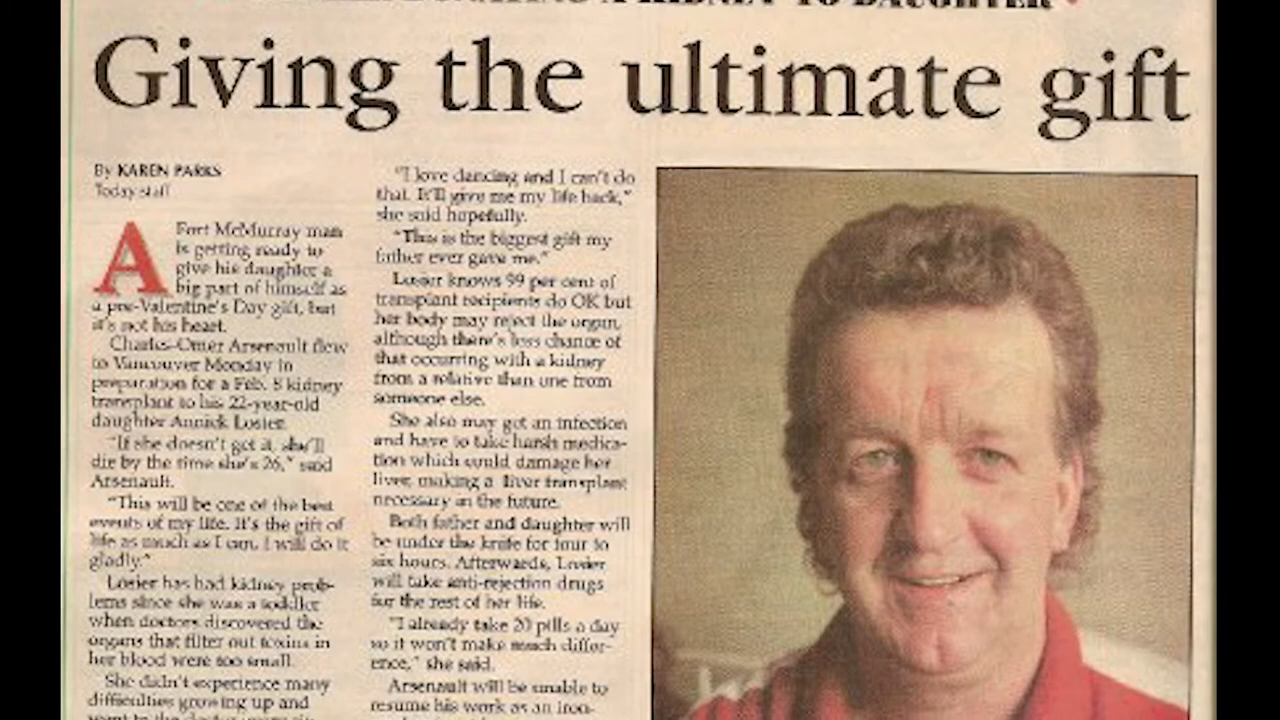 A KIDNEY TO DAUGHTER
Giving the ultimate gift
By KAREN PARKS
Today staff
A Fort McMurray man
is getting ready to
give his daughter a
big part of himself as
a pre-Valentine's Day gift, but
it's not his heart.
Charles-Omer Arsenault flew
to Vancouver Monday in
preparation for a Feb. 8 kidney
transplant to his 22-year-old
daughter Annick Losier.
"If she doesn't get it, she'll
die by the time she's 26," said
Arsenault.
"This will be one of the best
events of my life. It's the gift of
life as much as I can. I will do it
gladly."
Losier has had kidney prob-
lems since she was a toddler
when doctors discovered the
organs that filter out toxins in
her blood were too small.
She didn't experience many
difficulties growing up and
went to the doctor
"I love dancing and I can't do
that. It'll give me my life back,"
she said hopefully.
"This is the biggest gift my
father ever gave me."
Losier knows 99 per cent of
transplant recipients do OK but
her body may reject the organ,
although there's less chance of
that occurring with a kidney
from a relative than one from
someone else.
She also may get an infection
and have to take harsh medica-
tion which could damage her
liver, making a liver transplant
necessary in the future.
Both father and daughter will
be under the knife for four to
six hours. Afterwards, Losier
will take anti-rejection drugs
for the rest of her life.
"I already take 20 pills a day
so it won't make much differ-
ence," she said.
Arsenault will be unable to
resume his work as an iron-